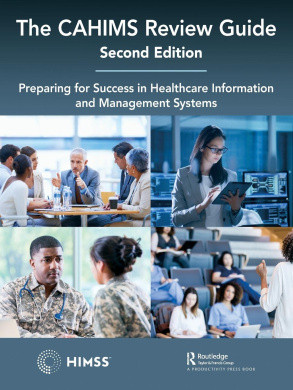 The CAHIMS Review Guide
Second Edition
Preparing for Success in Healthcare Information
and Management Systems
HIMSS
Routledge
Taylor & Francis Group
A PRODUCTIVITY PRESS BOOK